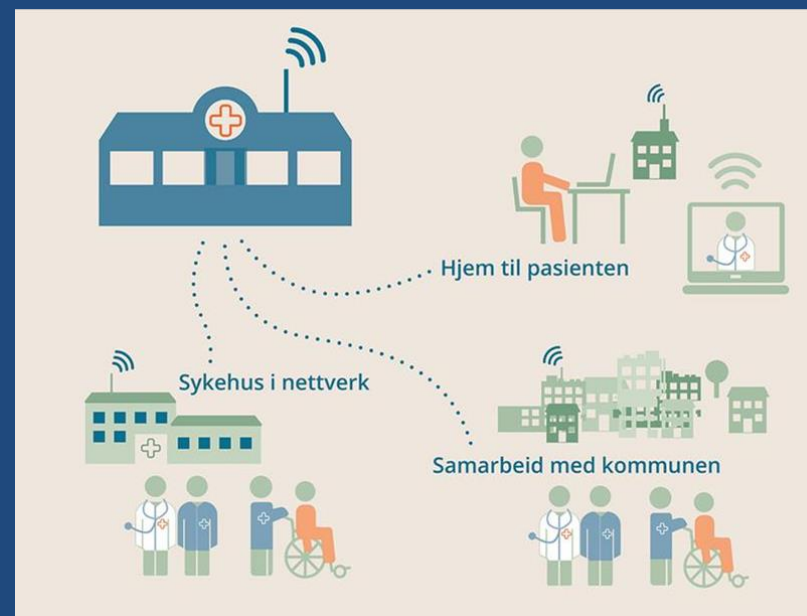 Hjem til pasienten
Sykehus i nettverk
Samarbeid med kommunen